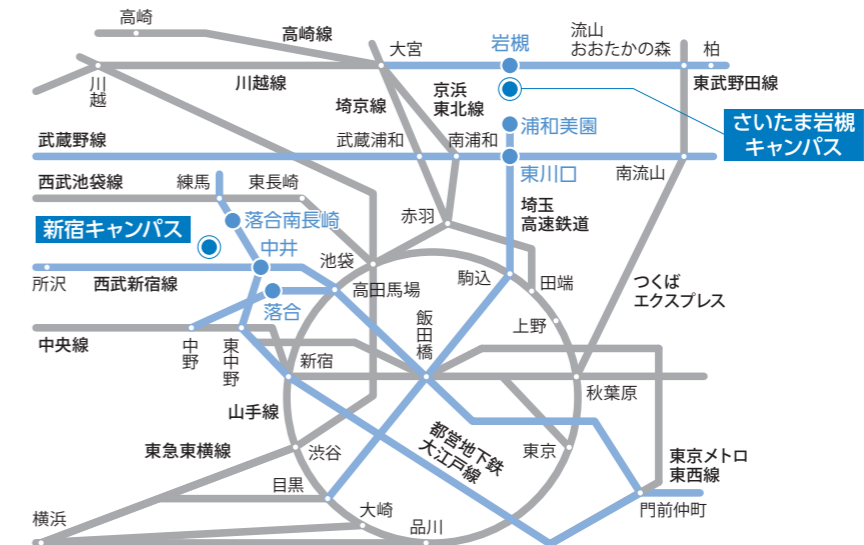 高崎
高崎線
大宮
岩槻
流山
おおたかの森
柏
川越
川越線
埼京線
京浜
東北線
東武野田線
さいたま岩槻
キャンパス
浦和美園
武蔵野線
武蔵浦和
南浦和
東川口
南流山
西武池袋線
練馬
東長崎
赤羽
埼玉
高速鉄道
新宿キャンパス
落合南長崎
中井
池袋
駒込
田端
所沢
西武新宿線
落合
高田馬場
つくば
エクスプレス
上野
飯田橋
中央線
中野
東中野
新宿
秋葉原
山手線
都営地下鉄
大江戸線
東急東横線
渋谷
東京
東京メトロ
東西線
目黒
門前仲町
横浜
大崎
品川